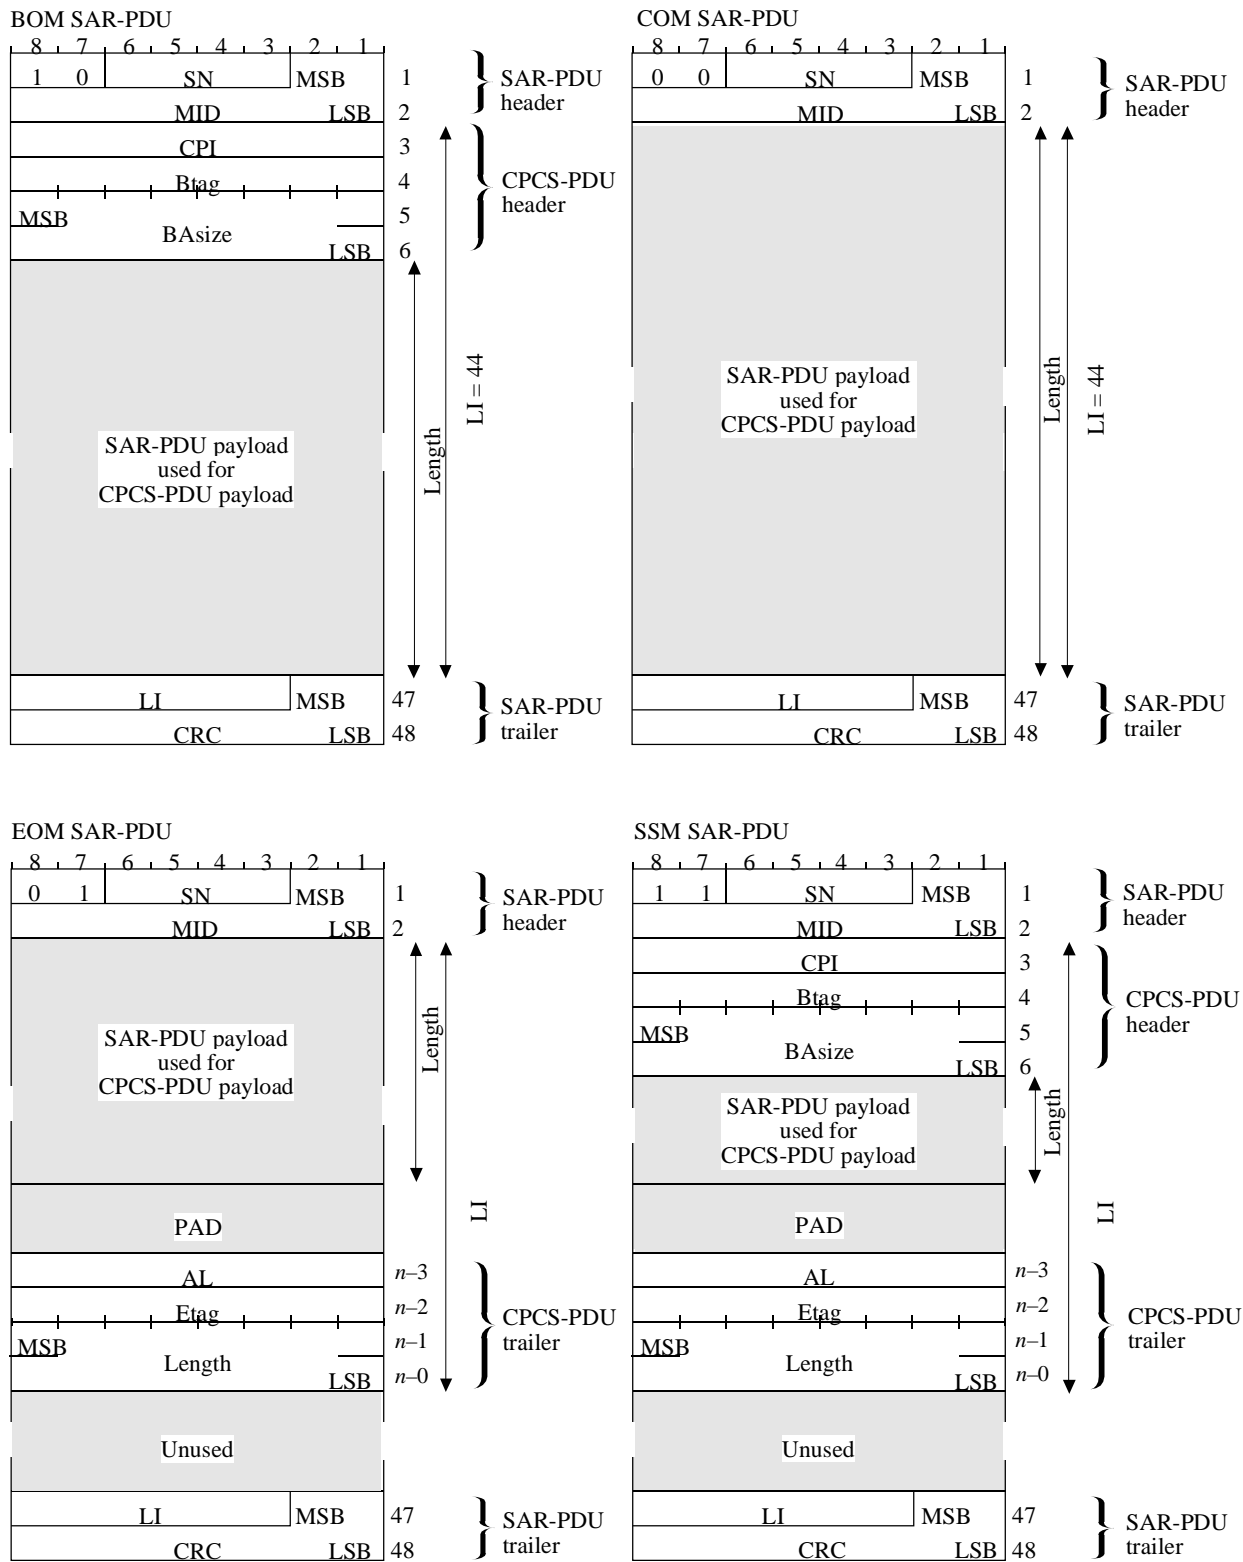 BOM SAR-PDU
8 7 6 5 4 3 2 1
1 0 SN MSB 1
MID LSB 2
SAR-PDU
header
CPI 3
Btag 4
MSB 5
BAsize
LSB 6
CPCS-PDU
header
SAR-PDU payload
used for
CPCS-PDU payload
Length
LI = 44
LI MSB 47
CRC LSB 48
SAR-PDU
trailer
COM SAR-PDU
8 7 6 5 4 3 2 1
0 0 SN MSB 1
MID LSB 2
SAR-PDU
header
SAR-PDU payload
used for
CPCS-PDU payload
Length
LI = 44
LI MSB 47
CRC LSB 48
SAR-PDU
trailer
EOM SAR-PDU
8 7 6 5 4 3 2 1
0 1 SN MSB 1
MID LSB 2
SAR-PDU
header
SAR-PDU payload
used for
CPCS-PDU payload
Length
LI
PAD
AL n–3
Etag n–2
MSB n–1
Length
LSB n–0
CPCS-PDU
trailer
Unused
LI MSB 47
CRC LSB 48
SAR-PDU
trailer
SSM SAR-PDU
8 7 6 5 4 3 2 1
1 1 SN MSB 1
MID LSB 2
SAR-PDU
header
CPI 3
Btag 4
MSB 5
BAsize
LSB 6
CPCS-PDU
header
SAR-PDU payload
used for
CPCS-PDU payload
Length
LI
PAD
AL n–3
Etag n–2
MSB n–1
Length
LSB n–0
CPCS-PDU
trailer
Unused
LI MSB 47
CRC LSB 48
SAR-PDU
trailer